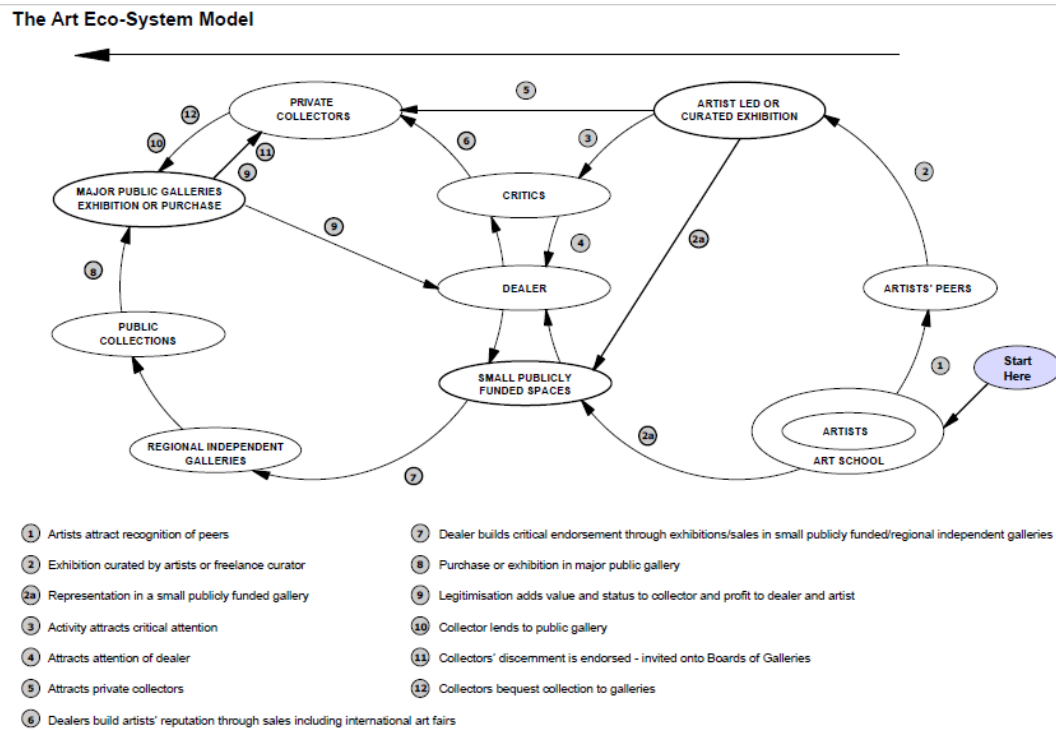 The Art Eco-System Model
5
PRIVATE
COLLECTORS
ARTIST LED OR
CURATED EXHIBITION
12
10
11
9
6
3
2
MAJOR PUBLIC GALLERIES
EXHIBITION OR PURCHASE
CRITICS
9
4
2a
8
DEALER
ARTISTS' PEERS
PUBLIC
COLLECTIONS
1
Start
Here
SMALL PUBLICLY
FUNDED SPACES
2a
ARTISTS
ART SCHOOL
REGIONAL INDEPENDENT
GALLERIES
7
1 Artists attract recognition of peers
2 Exhibition curated by artists or freelance curator
2a Representation in a small publicly funded gallery
3 Activity attracts critical attention
4 Attracts attention of dealer
5 Attracts private collectors
6 Dealers build artists' reputation through sales including international art fairs
7 Dealer builds critical endorsement through exhibitions/sales in small publicly funded/regional independent galleries
8 Purchase or exhibition in major public gallery
9 Legitimisation adds value and status to collector and profit to dealer and artist
10 Collector lends to public gallery
11 Collectors' discernment is endorsed - invited onto Boards of Galleries
12 Collectors bequest collection to galleries